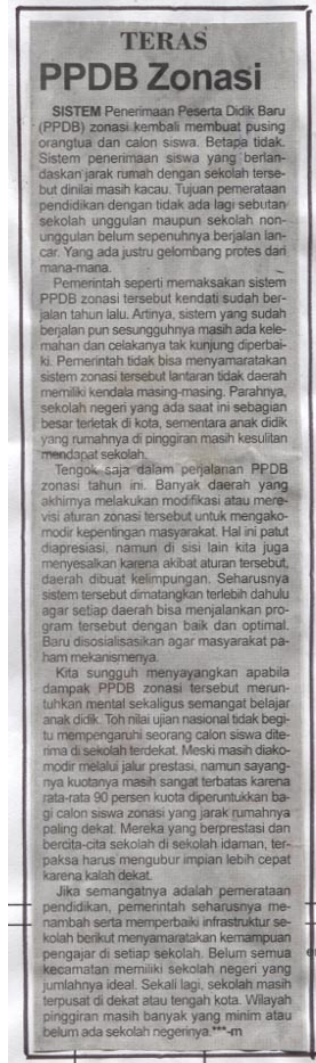 TERAS
PPDB Zonasi
SISTEM Penerimaan Peserta Didik Baru
(PPDB) zonasi kembali membuat pusing
orangtua dan calon siswa. Betapa tidak.
Sistem penerimaan siswa yang berlan-
daskan jarak rumah dengan sekolah terse-
but dinilai masih kacau. Tujuan pemerataan
pendidikan dengan tidak ada lagi sebutan
sekolah unggulan maupun sekolah non-
unggulan belum sepenuhnya berjalan lan-
car. Yang ada justru gelombang protes dari
mana-mana.
Pemerintah seperti memaksakan sistem
PPDB zonasi tersebut kendati sudah ber-
jalan tahun lalu. Artinya, sistem yang sudah
berjalan pun sesungguhnya masih ada kele-
mahan dan celakanya tak kunjung diperbai-
ki. Pemerintah tidak bisa menyamaratakan
sistem zonasi tersebut lantaran tidak daerah
memiliki kendala masing-masing. Parahnya,
sekolah negeri yang ada saat ini sebagian
besar terletak di kota, sementara anak didik
yang rumahnya di pinggiran masih kesulitan
mendapat sekolah.
Tengok saja dalam perjalanan PPDB
zonasi tahun ini. Banyak daerah yang
akhirnya melakukan modifikasi atau mere-
visi aturan zonasi tersebut untuk mengako-
modir kepentingan masyarakat. Hal ini patut
diapresiasi, namun di sisi lain kita juga
menyesalkan karena akibat aturan tersebut,
daerah dibuat kelimpungan. Seharusnya
sistem tersebut dimatangkan terlebih dahulu
agar setiap daerah bisa menjalankan pro-
gram tersebut dengan baik dan optimal.
Baru disosialisasikan agar masyarakat pa-
ham mekanismenya.
Kita sungguh menyayangkan apabila
dampak PPDB zonasi tersebut merun-
tuhkan mental sekaligus semangat belajar
anak didik. Toh nilai ujian nasional tidak begi-
tu mempengaruhi seorang calon siswa dite-
rima di sekolah terdekat. Meski masih diako-
modir melalui jalur prestasi, namun sayang-
nya kuotanya masih sangat terbatas karena
rata-rata 90 persen kuota diperuntukkan ba-
gi calon siswa zonasi yang jarak rumahnya
paling dekat. Mereka yang berprestasi dan
bercita-cita sekolah di sekolah idaman, ter-
paksa harus mengubur impian lebih cepat
karena kalah dekat.
Jika semangatnya adalah pemerataan
pendidikan, pemerintah seharusnya me-
nambah serta memperbaiki infrastruktur se-
kolah berikut menyamaratakan kemampuan
pengajar di setiap sekolah. Belum semua
kecamatan memiliki sekolah negeri yang
jumlahnya ideal. Sekali lagi, sekolah masih
terpusat di dekat atau tengah kota. Wilayah
pinggiran masih banyak yang minim atau
belum ada sekolah negerinya.***-m